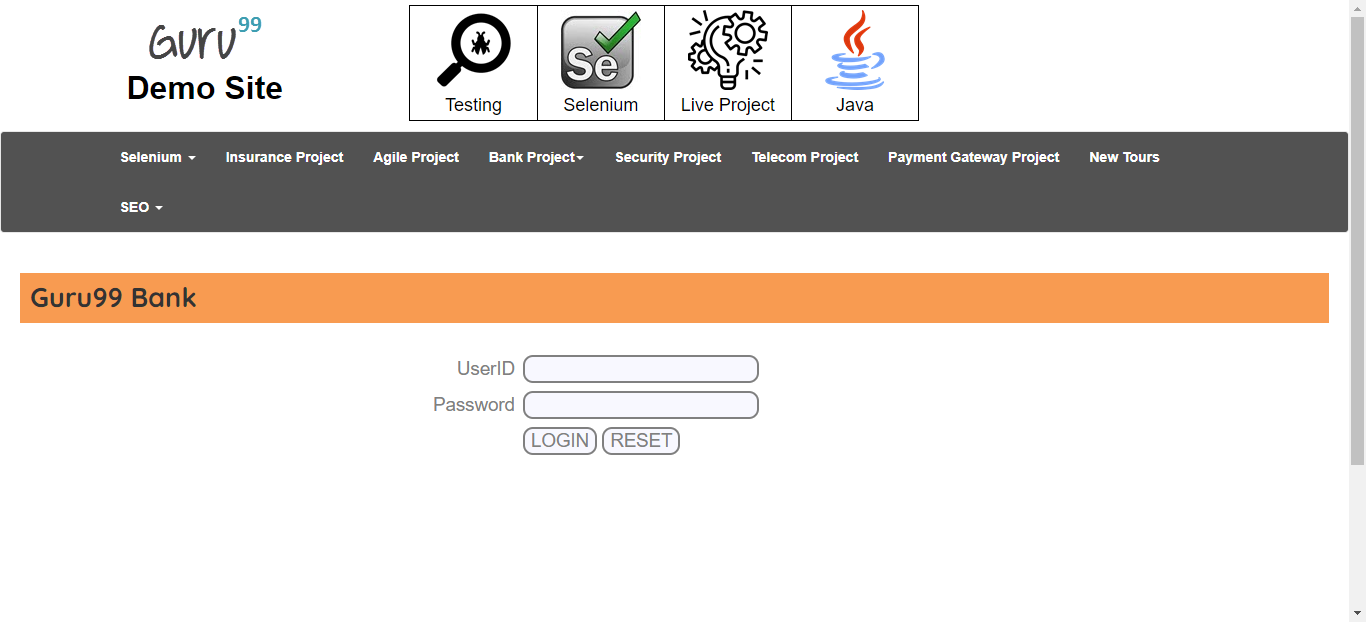 Guru99
Demo Site
Se
Testing Selenium Live Project Java
Selenium Insurance Project Agile Project Bank Project Security Project Telecom Project Payment Gateway Project New Tours
SEO
Guru99 Bank
UserID
Password
LOGIN RESET